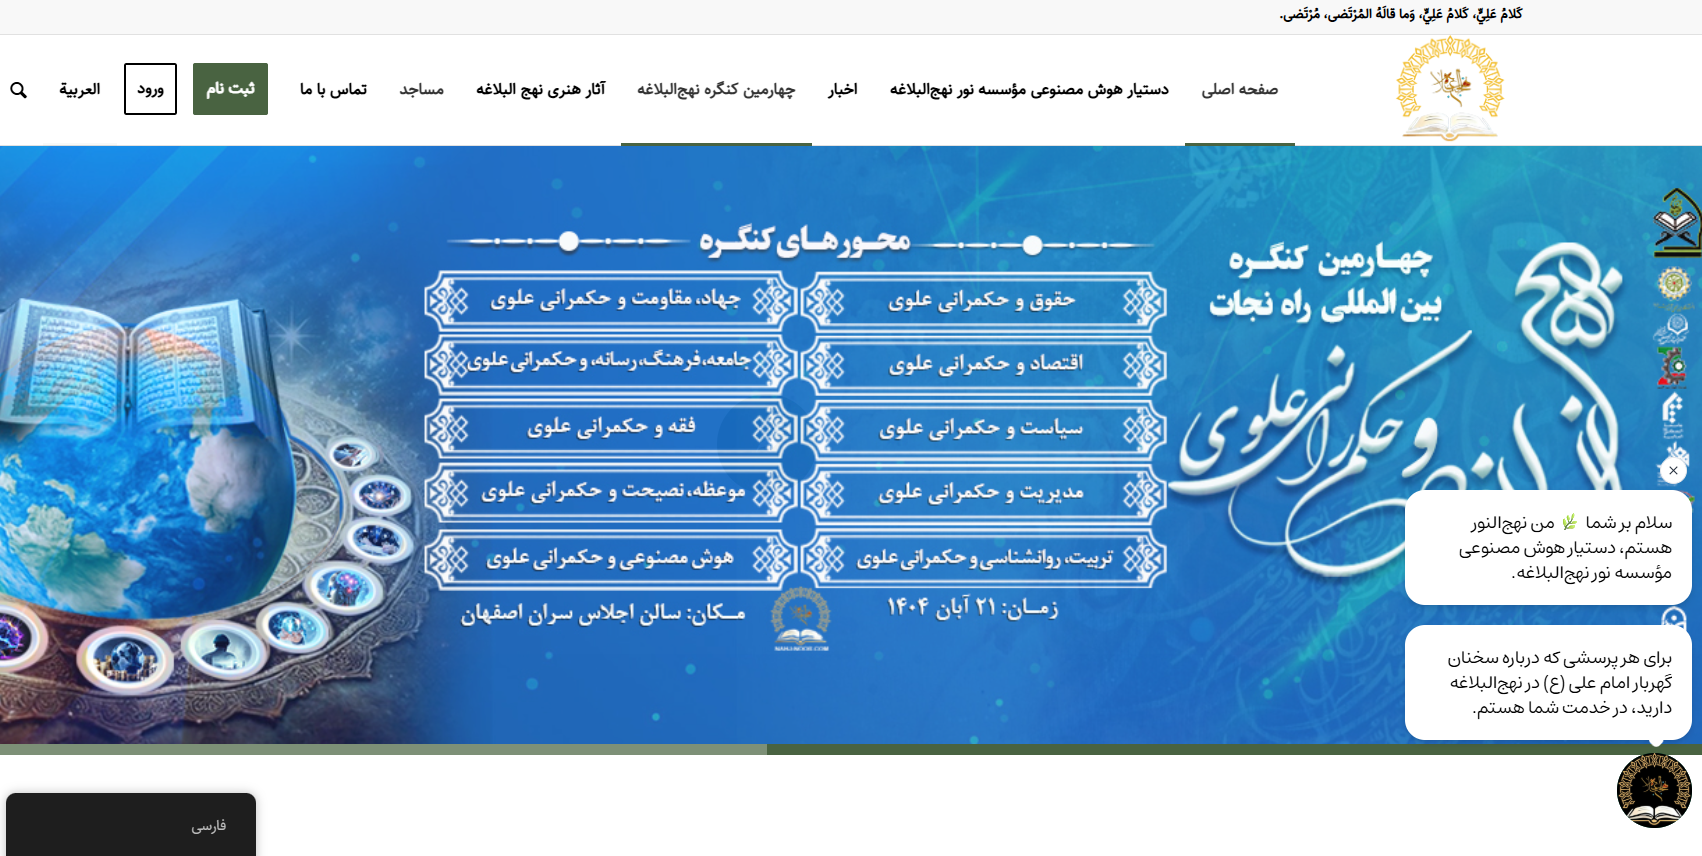 کَلامُ عَلِيٍّ، كَلامُ عَلِيٍّ، وَما قالَهُ المُرْتَضى، مُرْتَضى.
صفحه اصلی
دستیار هوش مصنوعی مؤسسه نور نهج‌البلاغه
اخبار
چهارمین کنگره نهج‌البلاغه
آثار هنری نهج البلاغه
مساجد
تماس با ما
ثبت نام
ورود
العربية
چهارمین کنگره
بین المللی راه نجات
نهج البلاغه
و حکمرانی علوی
محورهای کنگره
حقوق و حکمرانی علوی
جهاد، مقاومت و حکمرانی علوی
اقتصاد و حکمرانی علوی
جامعه، فرهنگ، رسانه، و حکمرانی علوی
سیاست و حکمرانی علوی
فقه و حکمرانی علوی
مدیریت و حکمرانی علوی
موعظه، نصیحت و حکمرانی علوی
تربیت، روانشناسی و حکمرانی علوی
هوش مصنوعی و حکمرانی علوی
زمان: ۲۱ آبان ۱۴۰۴
مکان: سالن اجلاس سران اصفهان
NAHJ-NOOR.COM
سلام بر شما 🌿 من نهج‌النور
هستم، دستیار هوش مصنوعی
مؤسسه نور نهج‌البلاغه.
برای هر پرسشی که درباره سخنان
گهربار امام علی (ع) در نهج‌البلاغه
دارید، در خدمت شما هستم.
فارسی